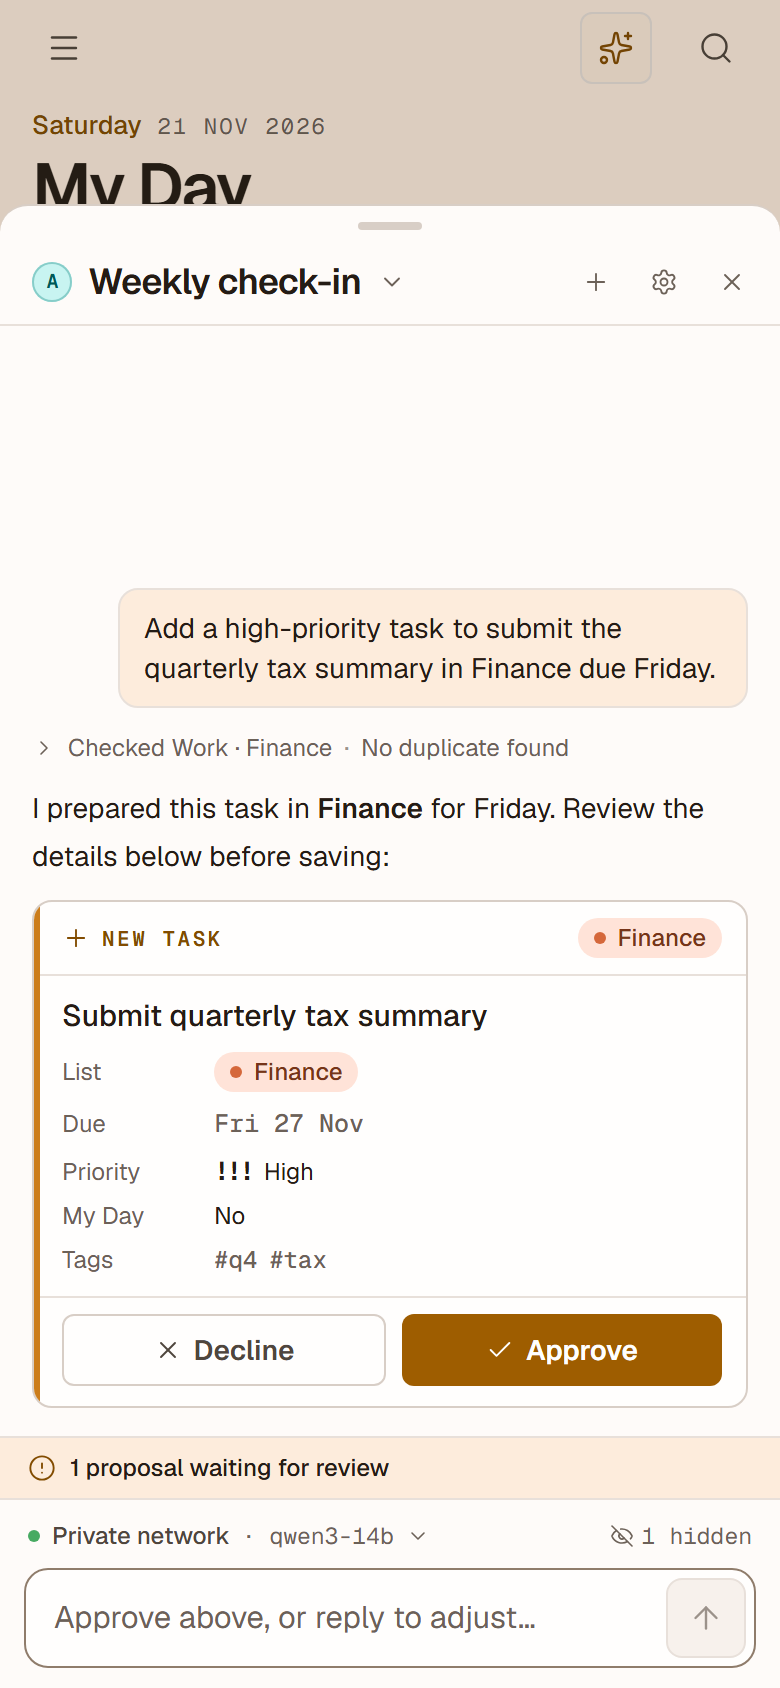 Saturday 21 NOV 2026
My Day
A Weekly check-in
Add a high-priority task to submit the
quarterly tax summary in Finance due Friday.
Checked Work · Finance · No duplicate found
I prepared this task in Finance for Friday. Review the
details below before saving:
NEW TASK Finance
Submit quarterly tax summary
List Finance
Due Fri 27 Nov
Priority !!! High
My Day No
Tags #q4 #tax
Decline Approve
1 proposal waiting for review
Private network · qwen3-14b 1 hidden
Approve above, or reply to adjust…